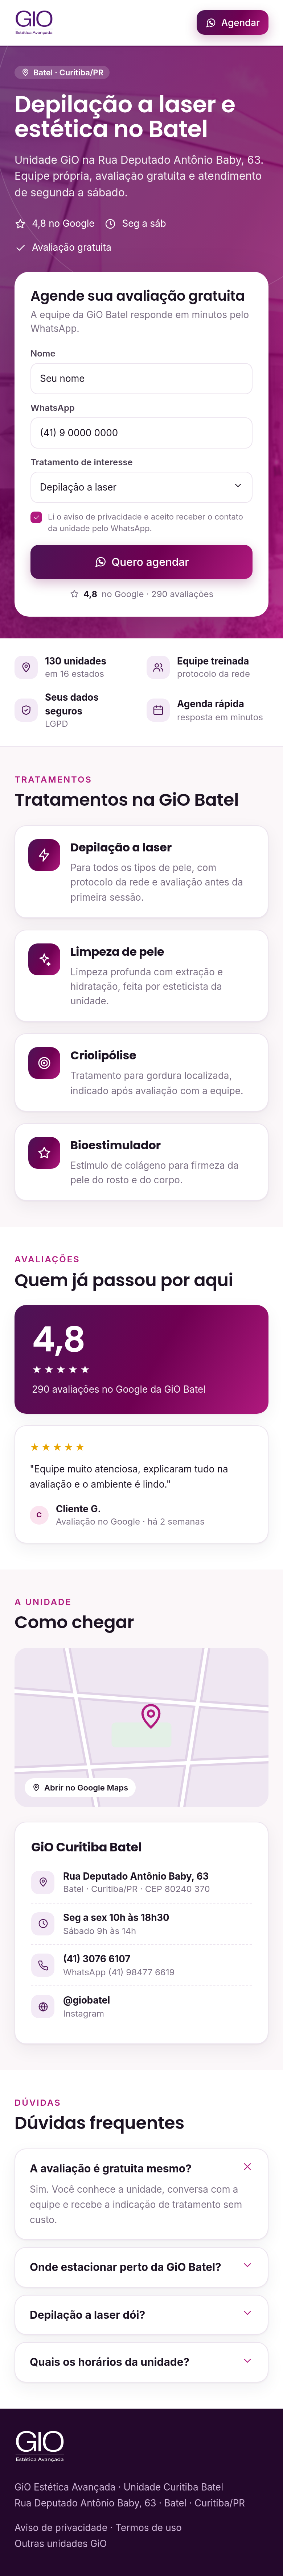 GIO
Estética Avançada
Agendar
Batel · Curitiba/PR
Depilação a laser e
estética no Batel
Unidade GiO na Rua Deputado Antônio Baby, 63.
Equipe própria, avaliação gratuita e atendimento
de segunda a sábado.
4,8 no Google
Seg a sáb
Avaliação gratuita
Agende sua avaliação gratuita
A equipe da GiO Batel responde em minutos pelo
WhatsApp.
Nome
Seu nome
WhatsApp
(41) 9 0000 0000
Tratamento de interesse
Depilação a laser
Li o aviso de privacidade e aceito receber o contato
da unidade pelo WhatsApp.
Quero agendar
4,8 no Google · 290 avaliações
130 unidades
em 16 estados
Equipe treinada
protocolo da rede
Seus dados
seguros
LGPD
Agenda rápida
resposta em minutos
TRATAMENTOS
Tratamentos na GiO Batel
Depilação a laser
Para todos os tipos de pele, com
protocolo da rede e avaliação antes da
primeira sessão.
Limpeza de pele
Limpeza profunda com extração e
hidratação, feita por esteticista da
unidade.
Criolipólise
Tratamento para gordura localizada,
indicado após avaliação com a equipe.
Bioestimulador
Estímulo de colágeno para firmeza da
pele do rosto e do corpo.
AVALIAÇÕES
Quem já passou por aqui
4,8
★★★★★
290 avaliações no Google da GiO Batel
★★★★★
"Equipe muito atenciosa, explicaram tudo na
avaliação e o ambiente é lindo."
C
Cliente G.
Avaliação no Google · há 2 semanas
A UNIDADE
Como chegar
Abrir no Google Maps
GiO Curitiba Batel
Rua Deputado Antônio Baby, 63
Batel · Curitiba/PR · CEP 80240 370
Seg a sex 10h às 18h30
Sábado 9h às 14h
(41) 3076 6107
WhatsApp (41) 98477 6619
@giobatel
Instagram
DÚVIDAS
Dúvidas frequentes
A avaliação é gratuita mesmo?
Sim. Você conhece a unidade, conversa com a
equipe e recebe a indicação de tratamento sem
custo.
Onde estacionar perto da GiO Batel?
Depilação a laser dói?
Quais os horários da unidade?
GIO
Estética Avançada
GiO Estética Avançada · Unidade Curitiba Batel
Rua Deputado Antônio Baby, 63 · Batel · Curitiba/PR
Aviso de privacidade · Termos de uso
Outras unidades GiO